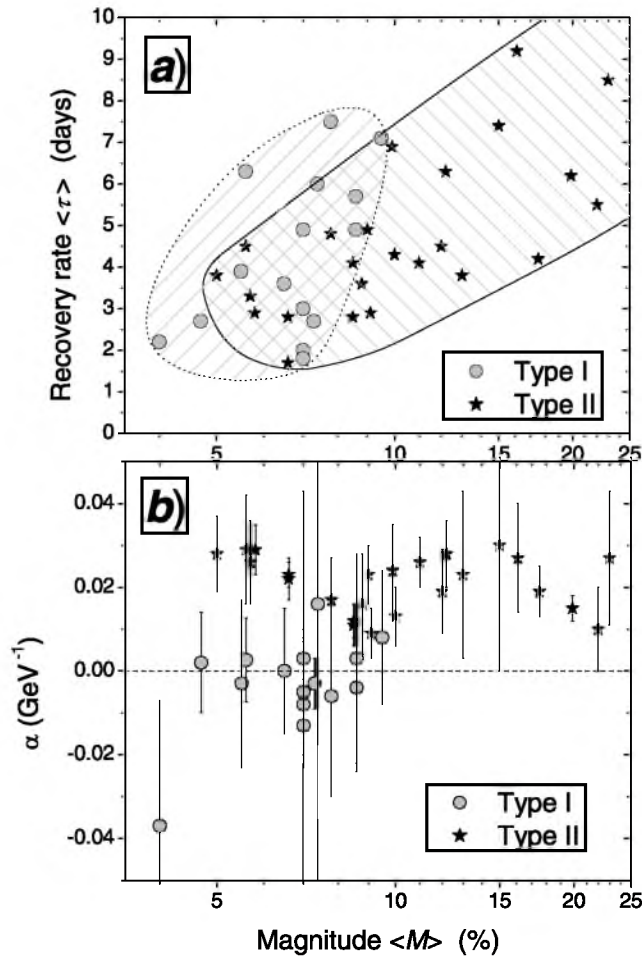 a)
Recovery rate <τ> (days)
10
9
8
7
6
5
4
3
2
1
0
Type I
Type II
5 10 15 20 25
b)
α (GeV⁻¹)
0.04
0.02
0.00
-0.02
-0.04
Type I
Type II
5 10 15 20 25
Magnitude <M> (%)